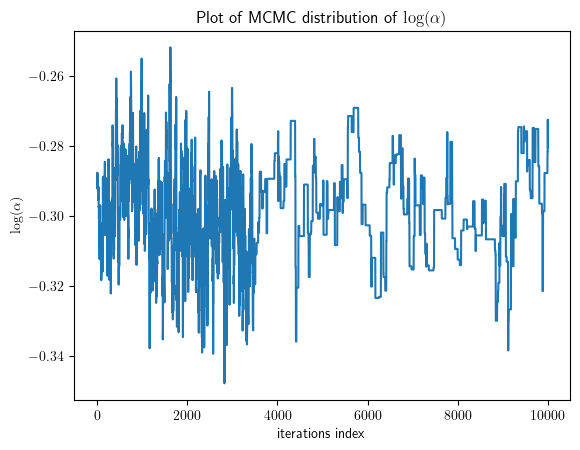 Plot of MCMC distribution of log(α)
log(α)
−0.26
−0.28
−0.30
−0.32
−0.34
0 2000 4000 6000 8000 10000
iterations index